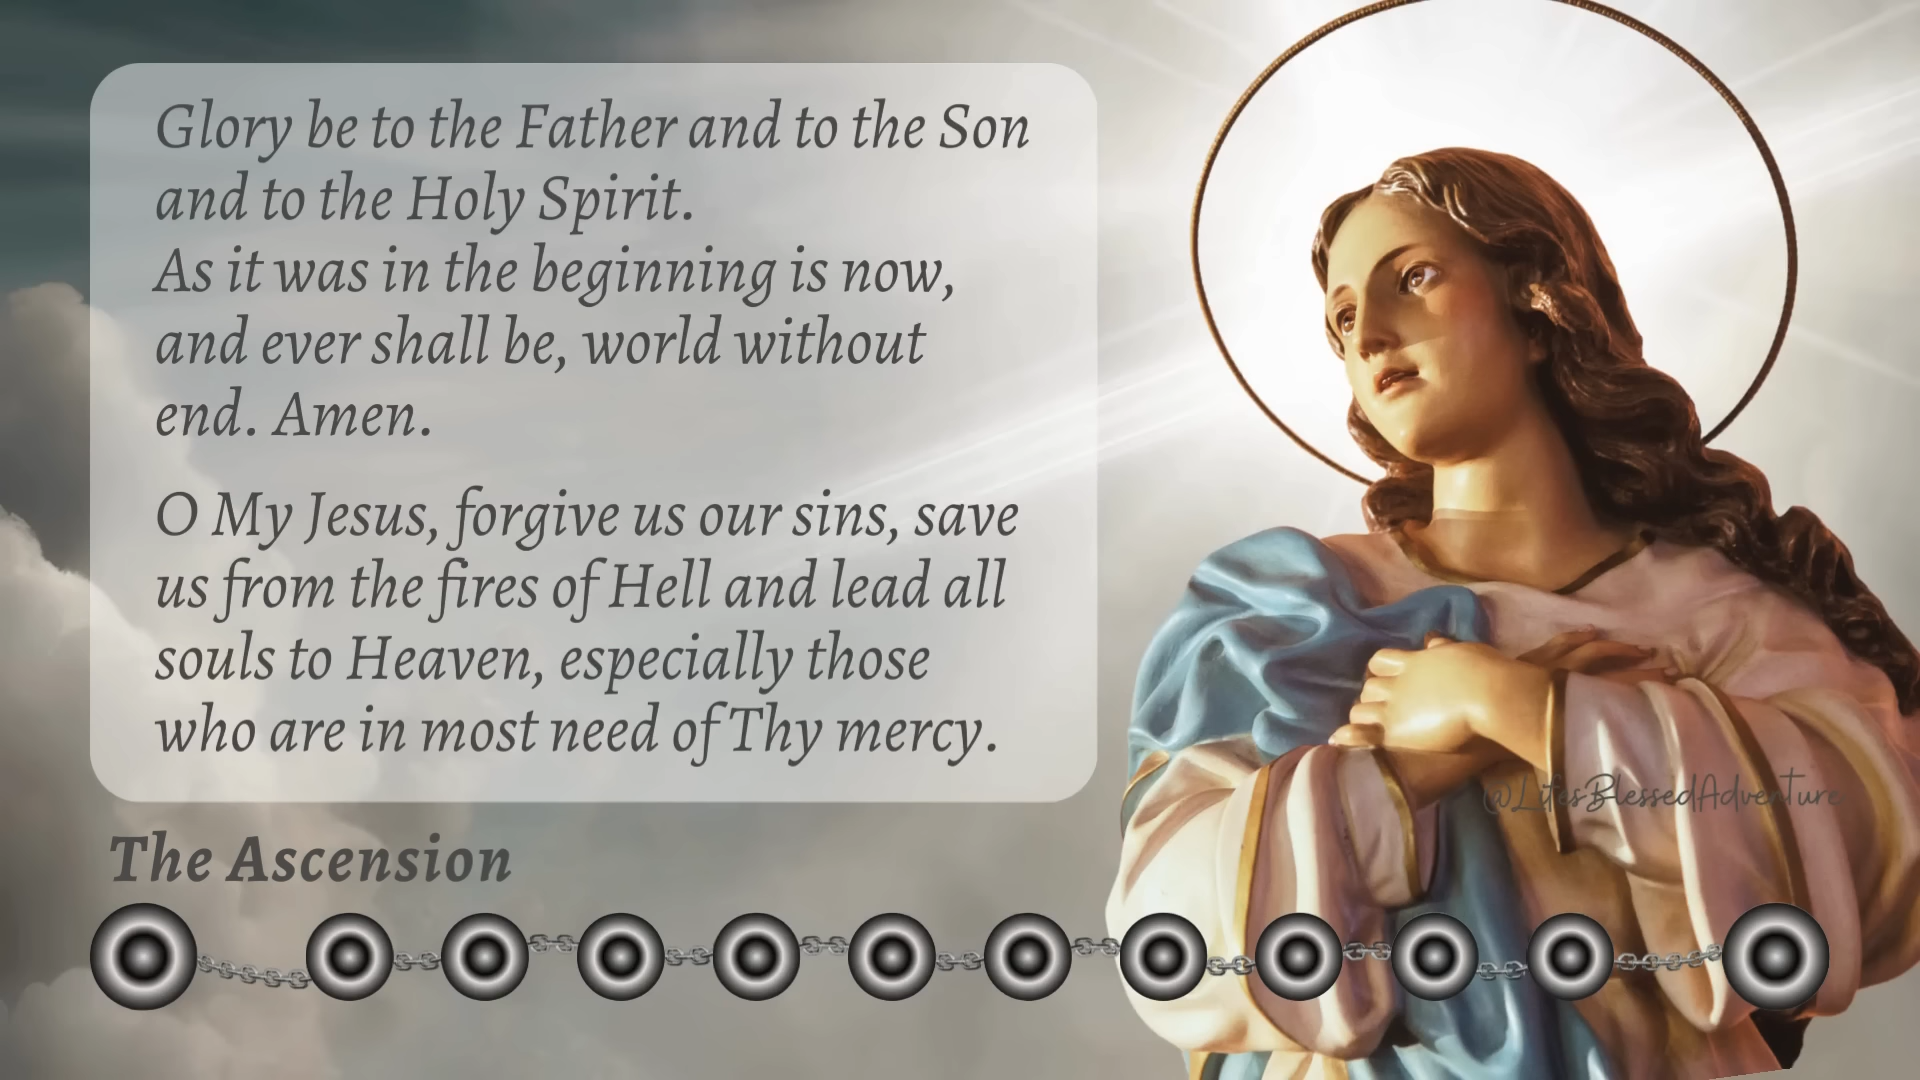 Glory be to the Father and to the Son
and to the Holy Spirit.
As it was in the beginning is now,
and ever shall be, world without
end. Amen.
O My Jesus, forgive us our sins, save
us from the fires of Hell and lead all
souls to Heaven, especially those
who are in most need of Thy mercy.
@LifesBlessedAdventure
The Ascension